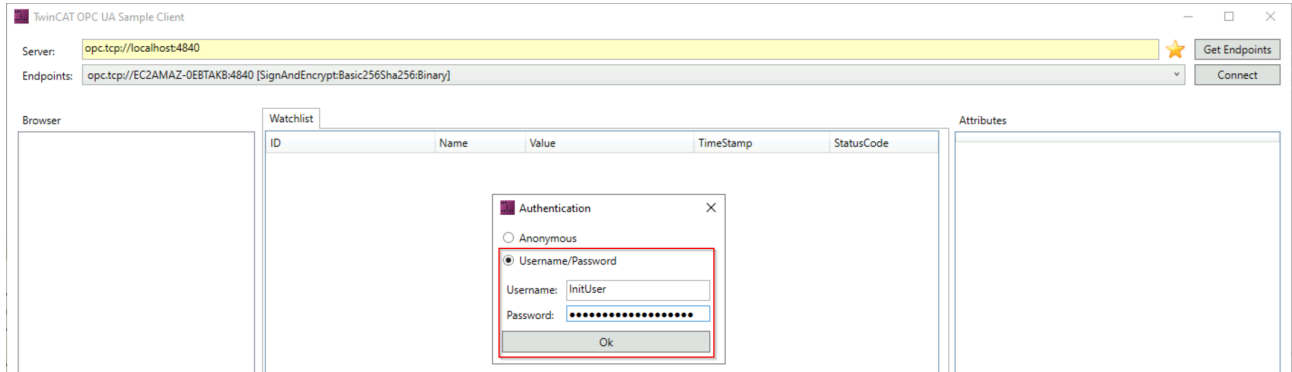 TwinCAT OPC UA Sample Client
Server: opc.tcp://localhost:4840 Get Endpoints
Endpoints: opc.tcp://EC2AMAZ-0EBTAKB:4840 [SignAndEncrypt:Basic256Sha256:Binary] Connect
Browser Watchlist Attributes
ID Name Value TimeStamp StatusCode
Authentication
Anonymous
Username/Password
Username: InitUser
Password: ●●●●●●●●●●●●●●●●●●●
Ok